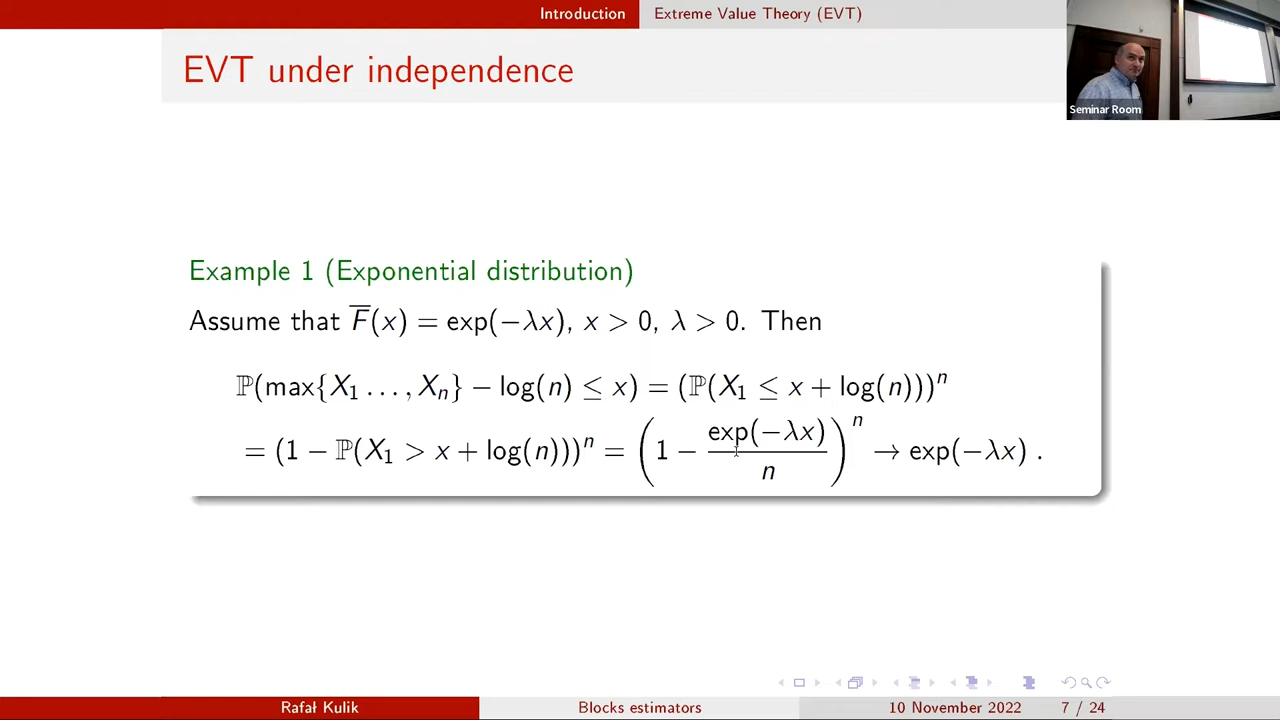 Introduction Extreme Value Theory (EVT)
EVT under independence
Seminar Room
Example 1 (Exponential distribution)
Assume that F̅(x) = exp(−λx), x > 0, λ > 0. Then
ℙ(max{X₁ … , Xₙ} − log(n) ≤ x) = (ℙ(X₁ ≤ x + log(n)))ⁿ
= (1 − ℙ(X₁ > x + log(n)))ⁿ = (1 − exp(−λx)/n)ⁿ → exp(−λx) .
Rafał Kulik Blocks estimators 10 November 2022 7 / 24